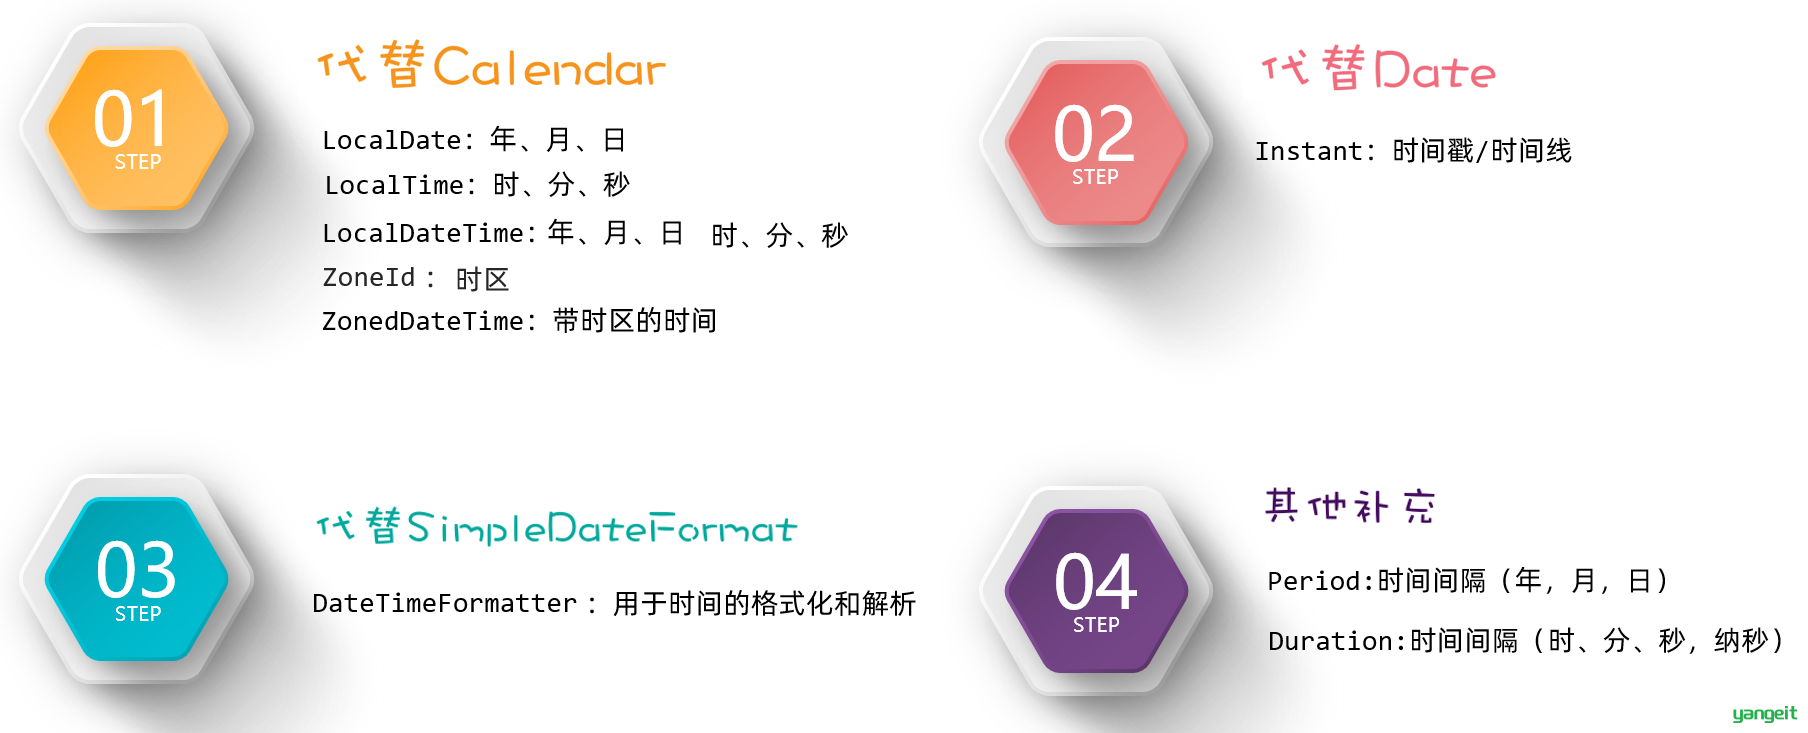 01
STEP
代替Calendar
LocalDate：年、月、日
LocalTime：时、分、秒
LocalDateTime：年、月、日 时、分、秒
ZoneId ：时区
ZonedDateTime：带时区的时间
02
STEP
代替Date
Instant：时间戳/时间线
03
STEP
代替SimpleDateFormat
DateTimeFormatter ：用于时间的格式化和解析
04
STEP
其他补充
Period:时间间隔（年，月，日）
Duration:时间间隔（时、分、秒，纳秒）
yangeit